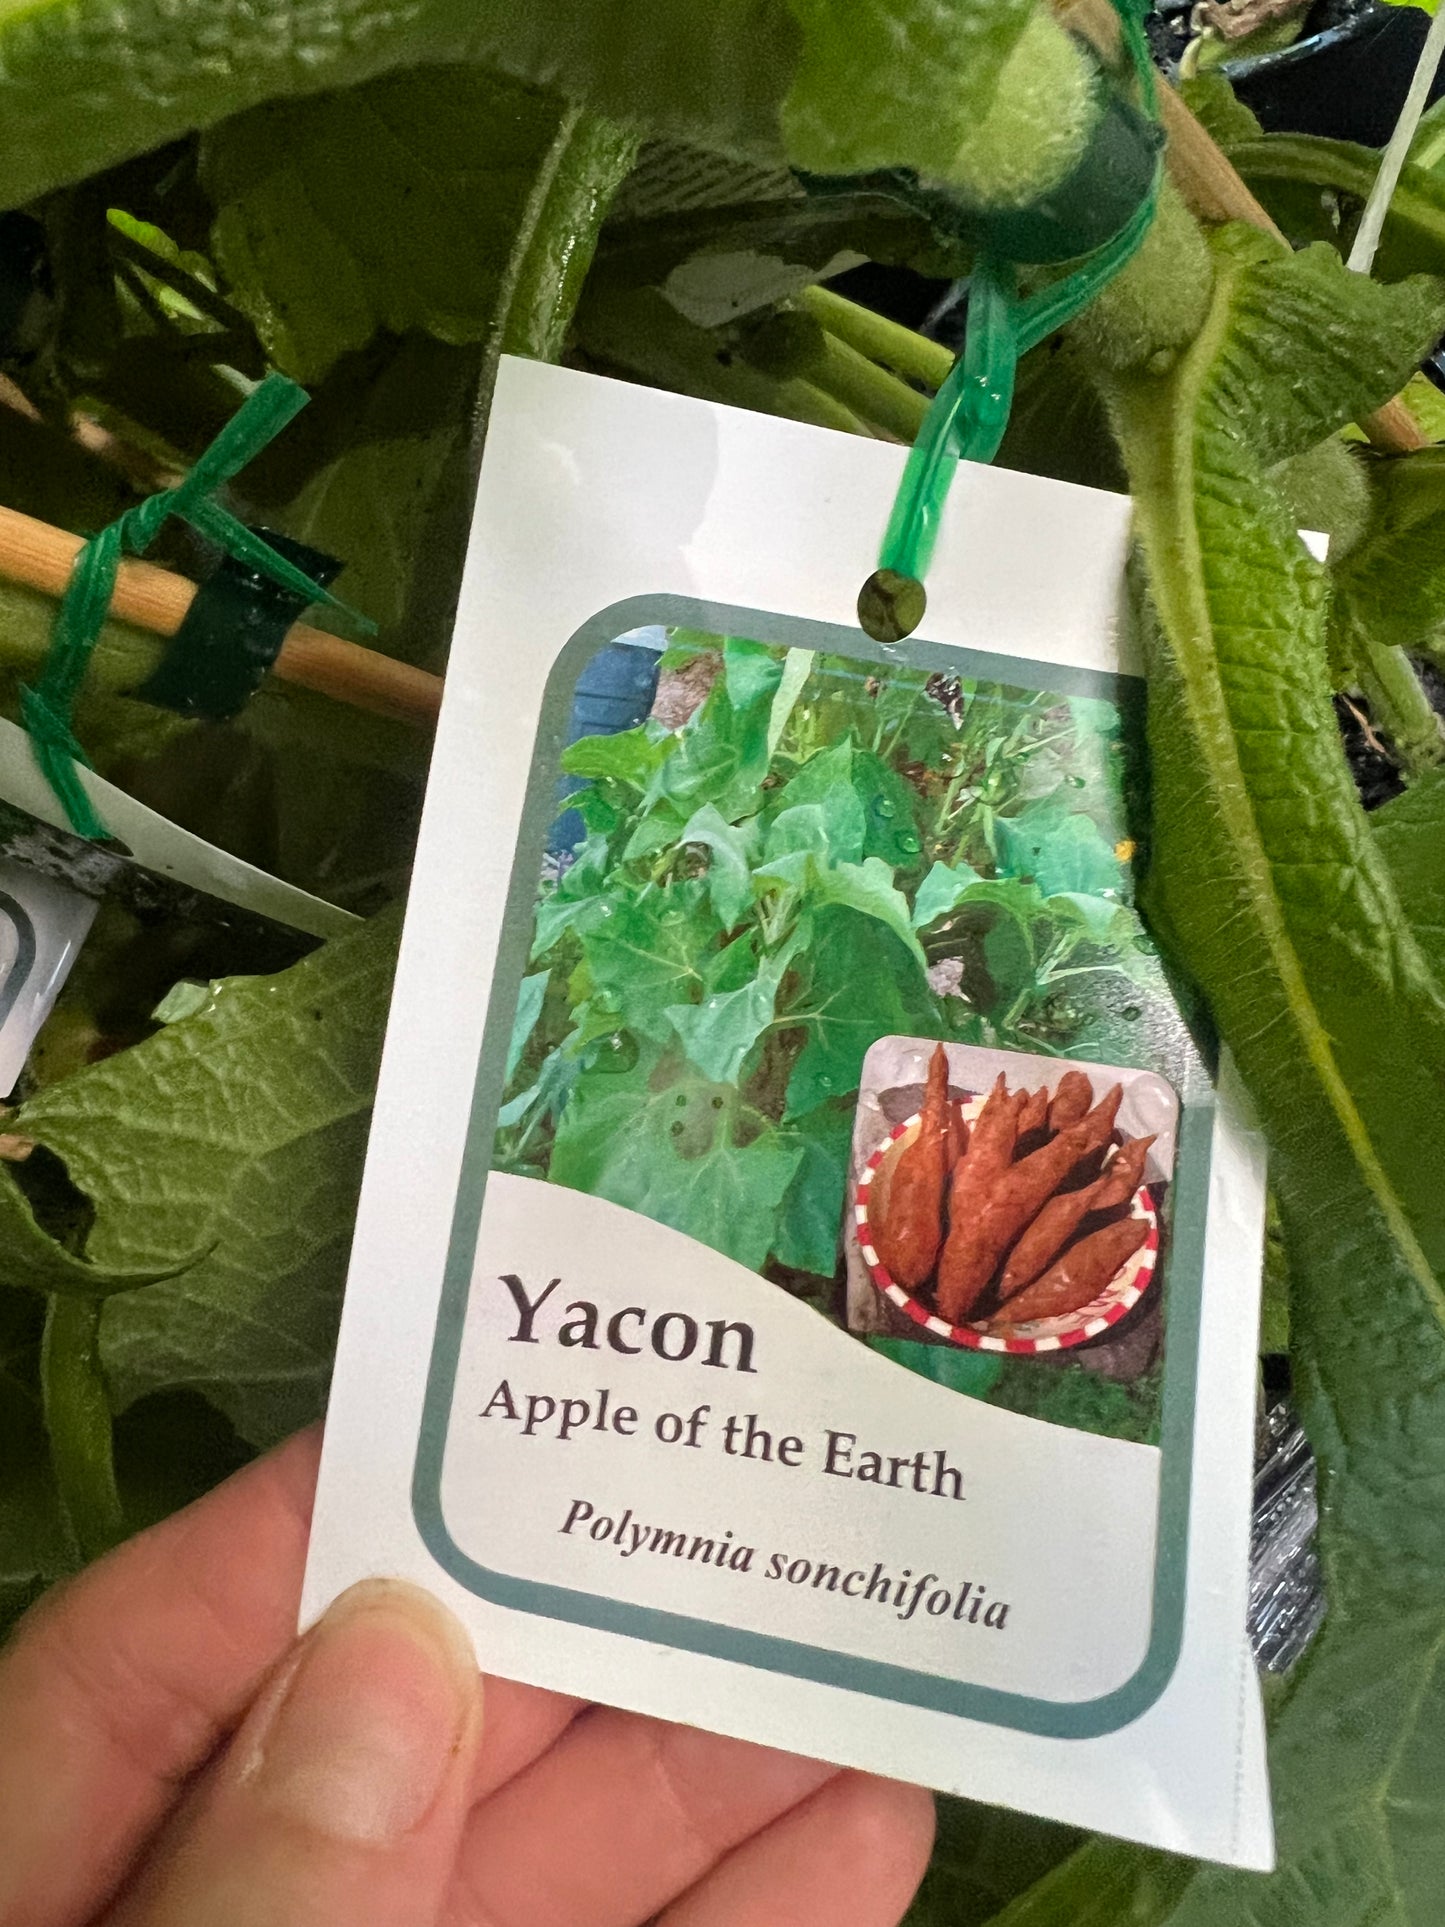 Yacon
Apple of the Earth
Polymnia sonchifolia